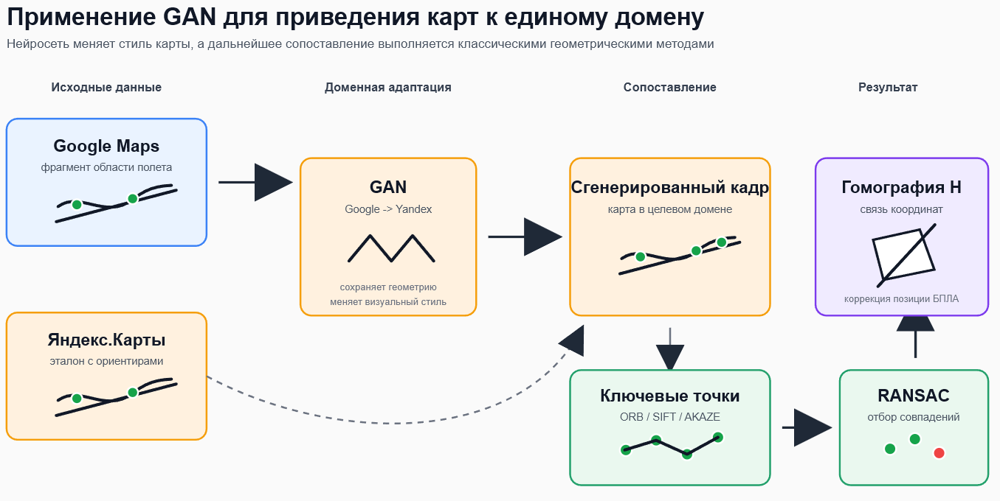 Применение GAN для приведения карт к единому домену
Нейросеть меняет стиль карты, а дальнейшее сопоставление выполняется классическими геометрическими методами
Исходные данные
Доменная адаптация
Сопоставление
Результат
Google Maps
фрагмент области полета
GAN
Google -> Yandex
сохраняет геометрию
меняет визуальный стиль
Сгенерированный кадр
карта в целевом домене
Гомография H
связь координат
коррекция позиции БПЛА
Яндекс.Карты
эталон с ориентирами
Ключевые точки
ORB / SIFT / AKAZE
RANSAC
отбор совпадений